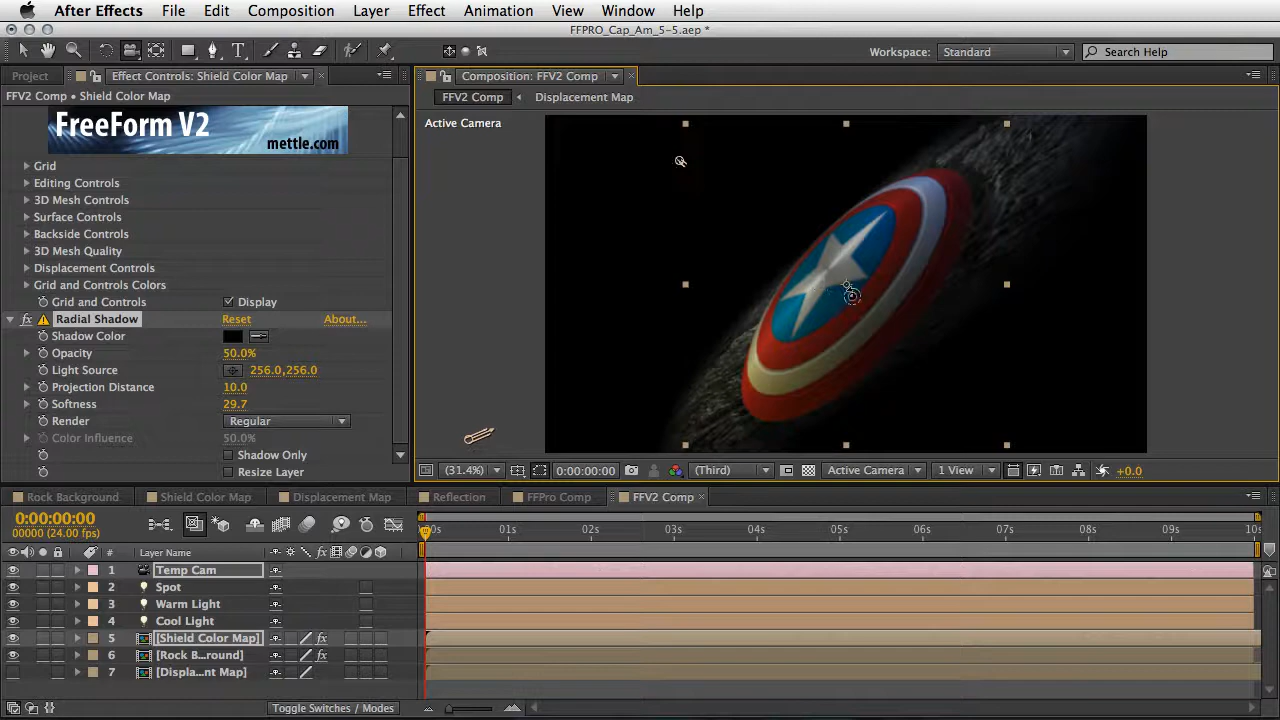 After Effects File Edit Composition Layer Effect Animation View Window Help
FFPRO_Cap_Am_5-5.aep *
Workspace: Standard Search Help
Project Effect Controls: Shield Color Map Composition: FFV2 Comp
FFV2 Comp • Shield Color Map FFV2 Comp Displacement Map
Active Camera
FreeForm V2
mettle.com
Grid
Editing Controls
3D Mesh Controls
Surface Controls
Backside Controls
3D Mesh Quality
Displacement Controls
Grid and Controls Colors
Grid and Controls Display
fx Radial Shadow Reset About...
Shadow Color
Opacity 50.0%
Light Source 256.0,256.0
Projection Distance 10.0
Softness 29.7
Render Regular
Color Influence 50.0%
Shadow Only
Resize Layer
(31.4%) 0:00:00:00 (Third) Active Camera 1 View +0.0
Rock Background Shield Color Map Displacement Map Reflection FFPro Comp FFV2 Comp
0:00:00:00
00000 (24.00 fps)
00s 01s 02s 03s 04s 05s 06s 07s 08s 09s 10s
# Layer Name fx
1 Temp Cam
2 Spot
3 Warm Light
4 Cool Light
5 [Shield Color Map] fx
6 [Rock B...round] fx
7 [Displa...nt Map]
Toggle Switches / Modes